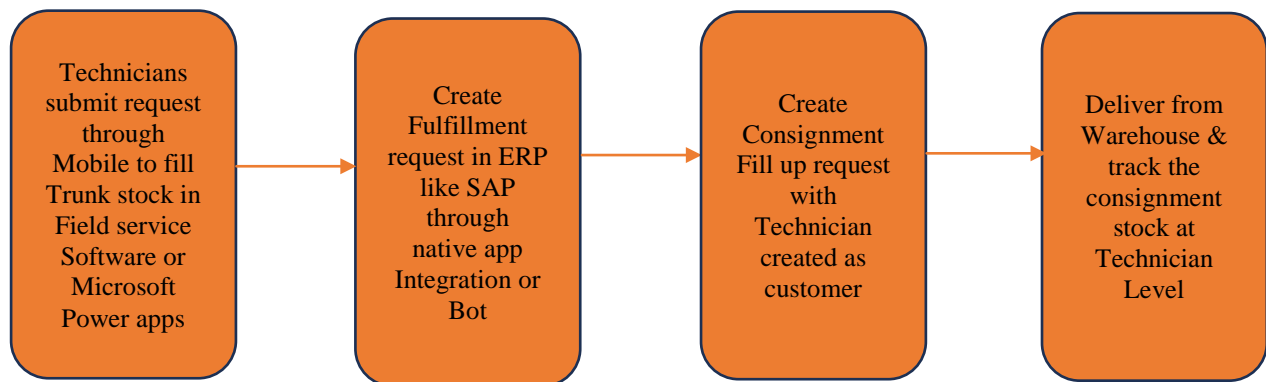 Technicians
submit request
through
Mobile to fill
Trunk stock in
Field service
Software or
Microsoft
Power apps
Create
Fulfillment
request in ERP
like SAP
through
native app
Integration or
Bot
Create
Consignment
Fill up request
with
Technician
created as
customer
Deliver from
Warehouse &
track the
consignment
stock at
Technician
Level